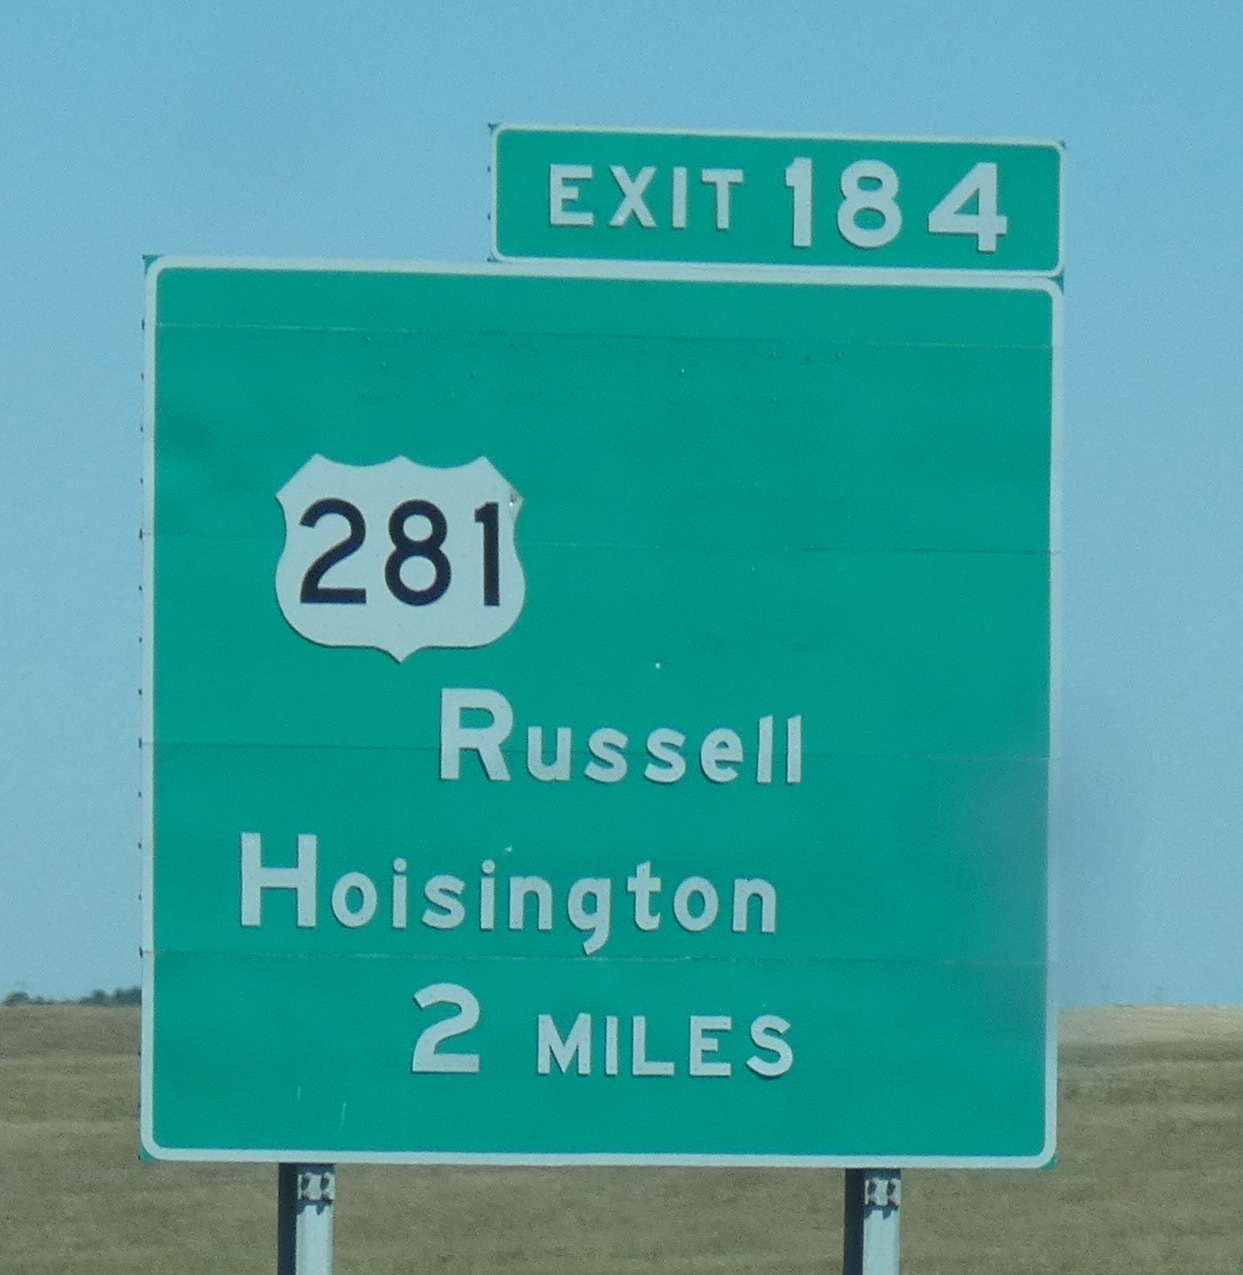 EXIT 184
281
Russell
Hoisington
2 MILES